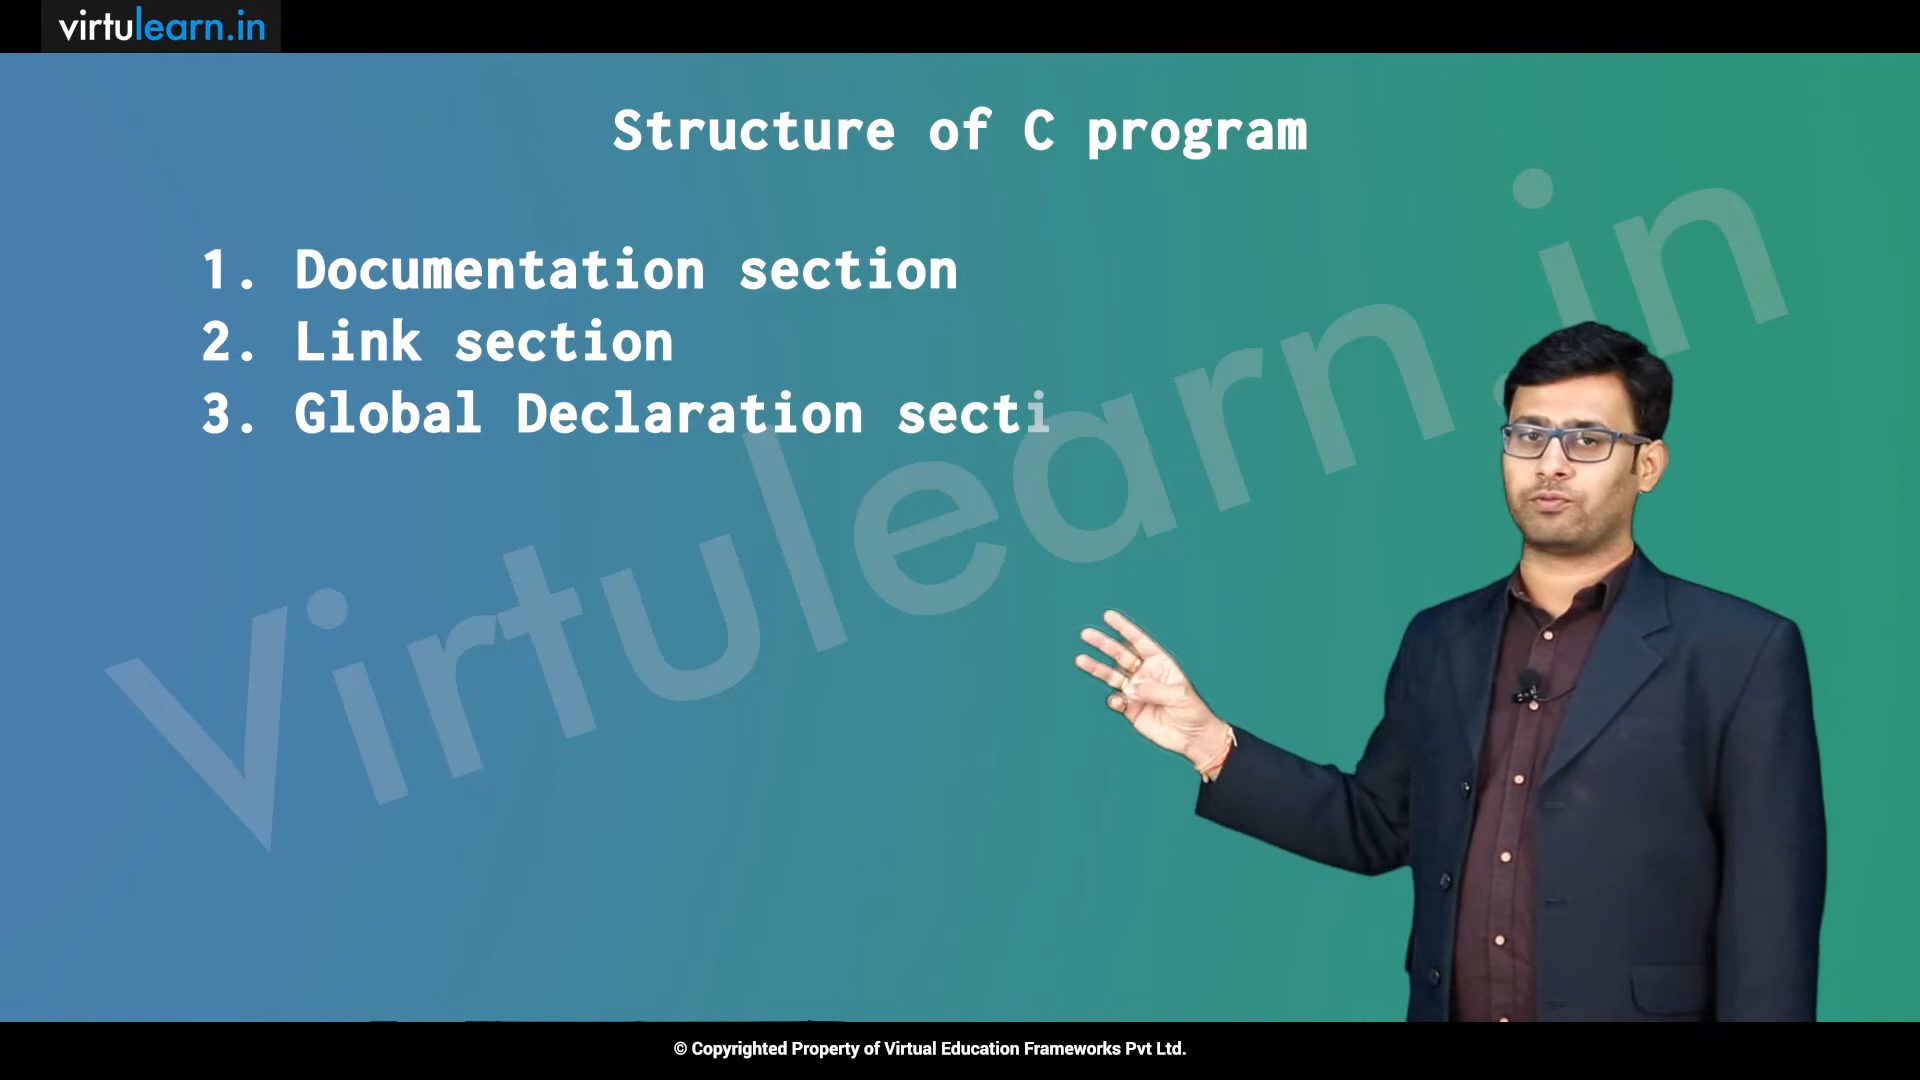 virtulearn.in
Structure of C program
1. Documentation section
2. Link section
3. Global Declaration secti
Virtulearn.in
© Copyrighted Property of Virtual Education Frameworks Pvt Ltd.